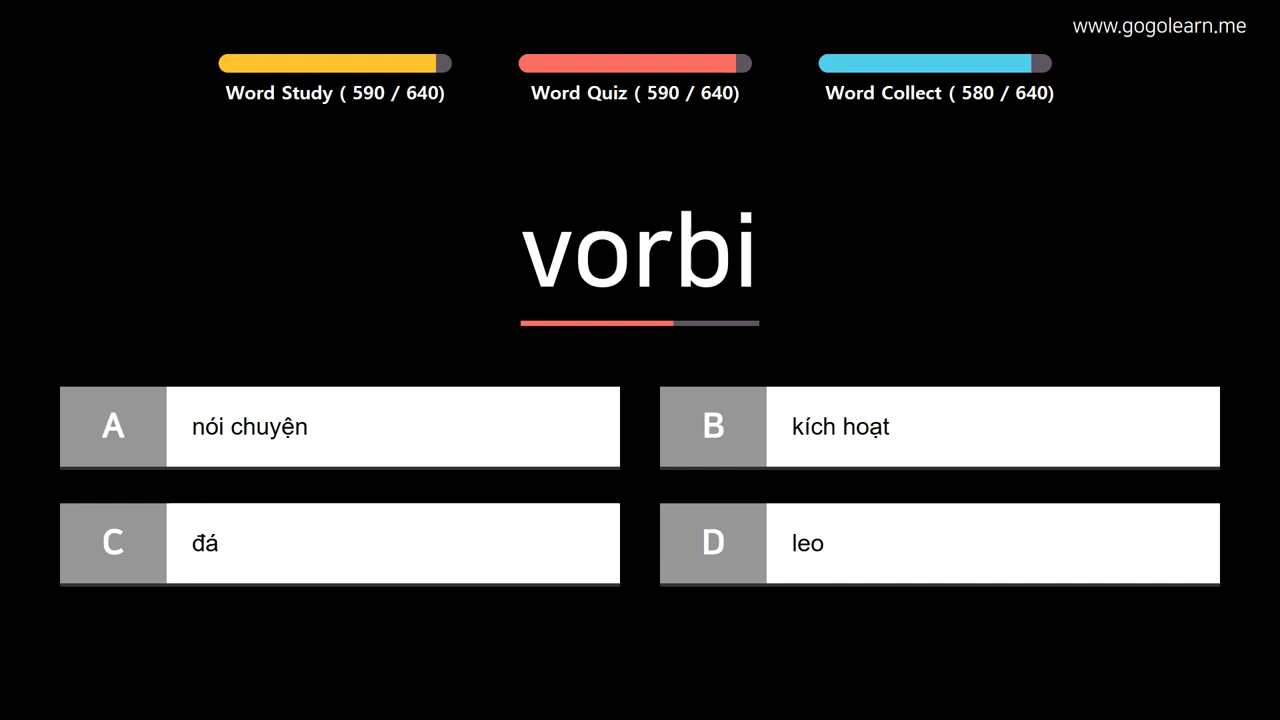 www.gogolearn.me
Word Study ( 590 / 640)
Word Quiz ( 590 / 640)
Word Collect ( 580 / 640)
vorbi
A
nói chuyện
B
kích hoạt
C
đá
D
leo